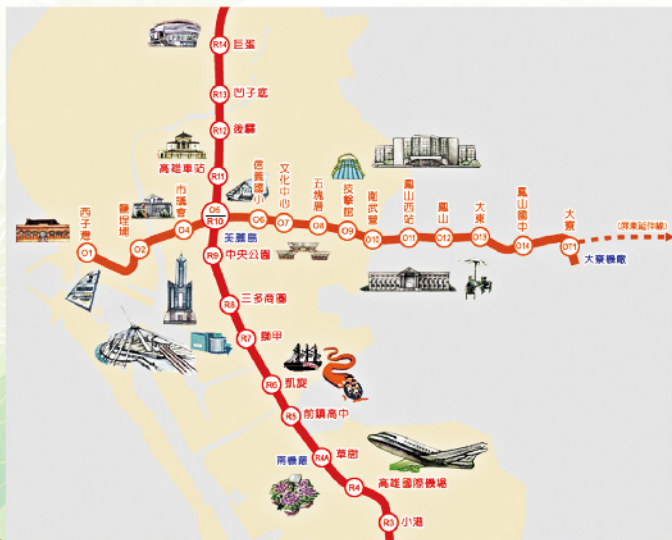 R14 巨蛋
R13 凹子底
R12 後驛
高雄車站 R11
西子灣
鹽埕埔
市議會
信義國小
文化中心
五塊厝
技擊館
衛武營
鳳山西站
鳳山
大東
鳳山國中
大寮
O1
O2
O4
O5
R10
O6
O7
O8
O9
O10
O11
O12
O13
O14
OT1
(屏東延伸線)
美麗島
大寮機廠
R9 中央公園
R8 三多商圈
R7 獅甲
R6 凱旋
R5 前鎮高中
南機廠
R4A 草衙
R4 高雄國際機場
R3 小港